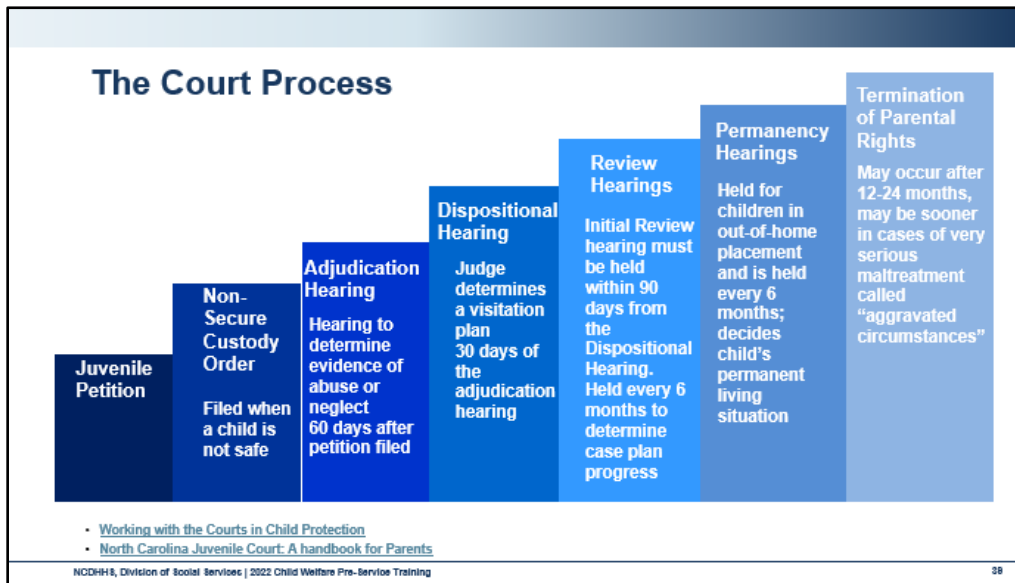 The Court Process
Juvenile
Petition
Non-
Secure
Custody
Order
Filed when
a child is
not safe
Adjudication
Hearing
Hearing to
determine
evidence of
abuse or
neglect
60 days after
petition filed
Dispositional
Hearing
Judge
determines
a visitation
plan
30 days of
the
adjudication
hearing
Review
Hearings
Initial Review
hearing must
be held
within 90
days from
the
Dispositional
Hearing.
Held every 6
months to
determine
case plan
progress
Permanency
Hearings
Held for
children in
out-of-home
placement
and is held
every 6
months;
decides
child's
permanent
living
situation
Termination
of Parental
Rights
May occur after
12-24 months,
may be sooner
in cases of very
serious
maltreatment
called
“aggravated
circumstances”
• Working with the Courts in Child Protection
• North Carolina Juvenile Court: A handbook for Parents
NCDHHS, Division of Social Services | 2022 Child Welfare Pre-Service Training
39